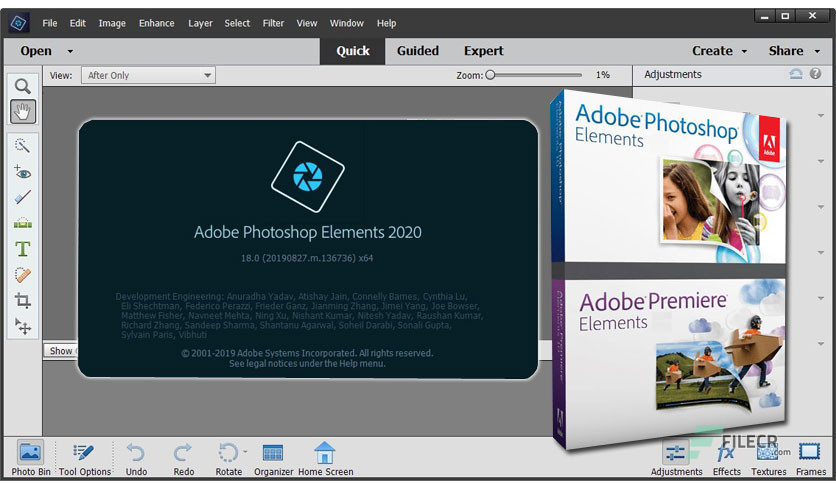 File Edit Image Enhance Layer Select Filter View Window Help
Open Quick Guided Expert Create Share
View: After Only Zoom: 1% Adjustments
Adobe Photoshop Elements 2020
18.0 (20190827.m.136736) x64
Development Engineering: Anuradha Yadav, Atishay Jain, Connelly Barnes, Cynthia Lu,
Eli Shechtman, Federico Perazzi, Frieder Ganz, Jianming Zhang, Jimei Yang, Joe Bowser,
Matthew Fisher, Navneet Mehta, Ning Xu, Nishant Kumar, Nitesh Yadav, Raushan Kumar,
Richard Zhang, Sandeep Sharma, Shantanu Agarwal, Soheil Darabi, Sonali Gupta,
Sylvain Paris, Vibhuti
© 2001-2019 Adobe Systems Incorporated. All rights reserved.
See legal notices under the Help menu.
Adobe Photoshop
Elements
Adobe
Adobe Premiere
Elements
T
Show
FILECR
.com
Photo Bin Tool Options Undo Redo Rotate Organizer Home Screen Adjustments Effects Textures Frames